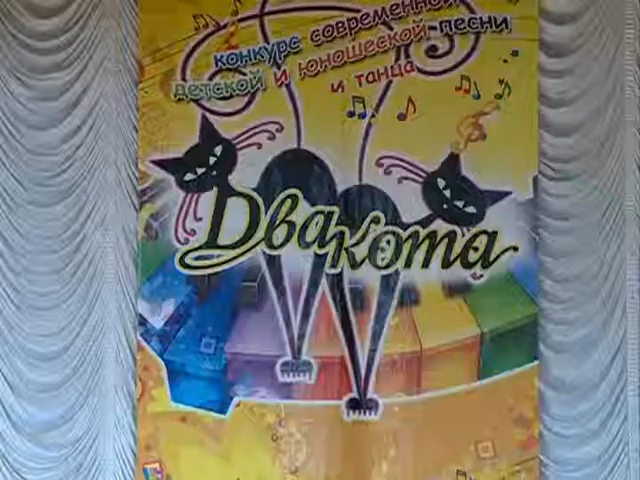 конкурс современной
детской и юношеской песни
и танца
Два кота